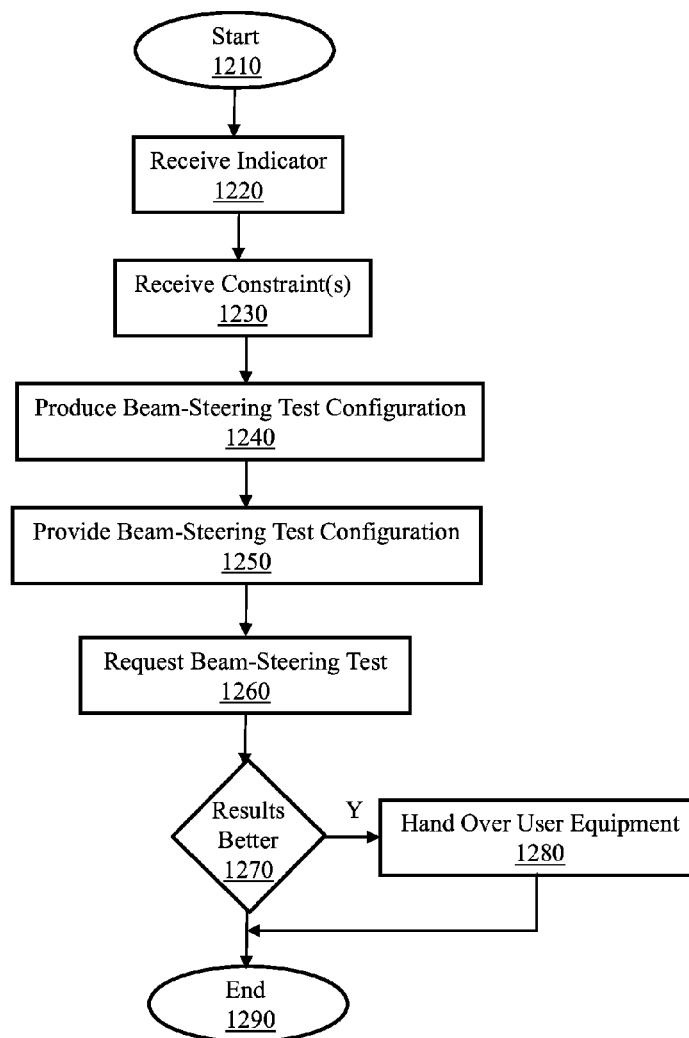 Start
1210
Receive Indicator
1220
Receive Constraint(s)
1230
Produce Beam-Steering Test Configuration
1240
Provide Beam-Steering Test Configuration
1250
Request Beam-Steering Test
1260
Results
Better
1270
Y
Hand Over User Equipment
1280
End
1290